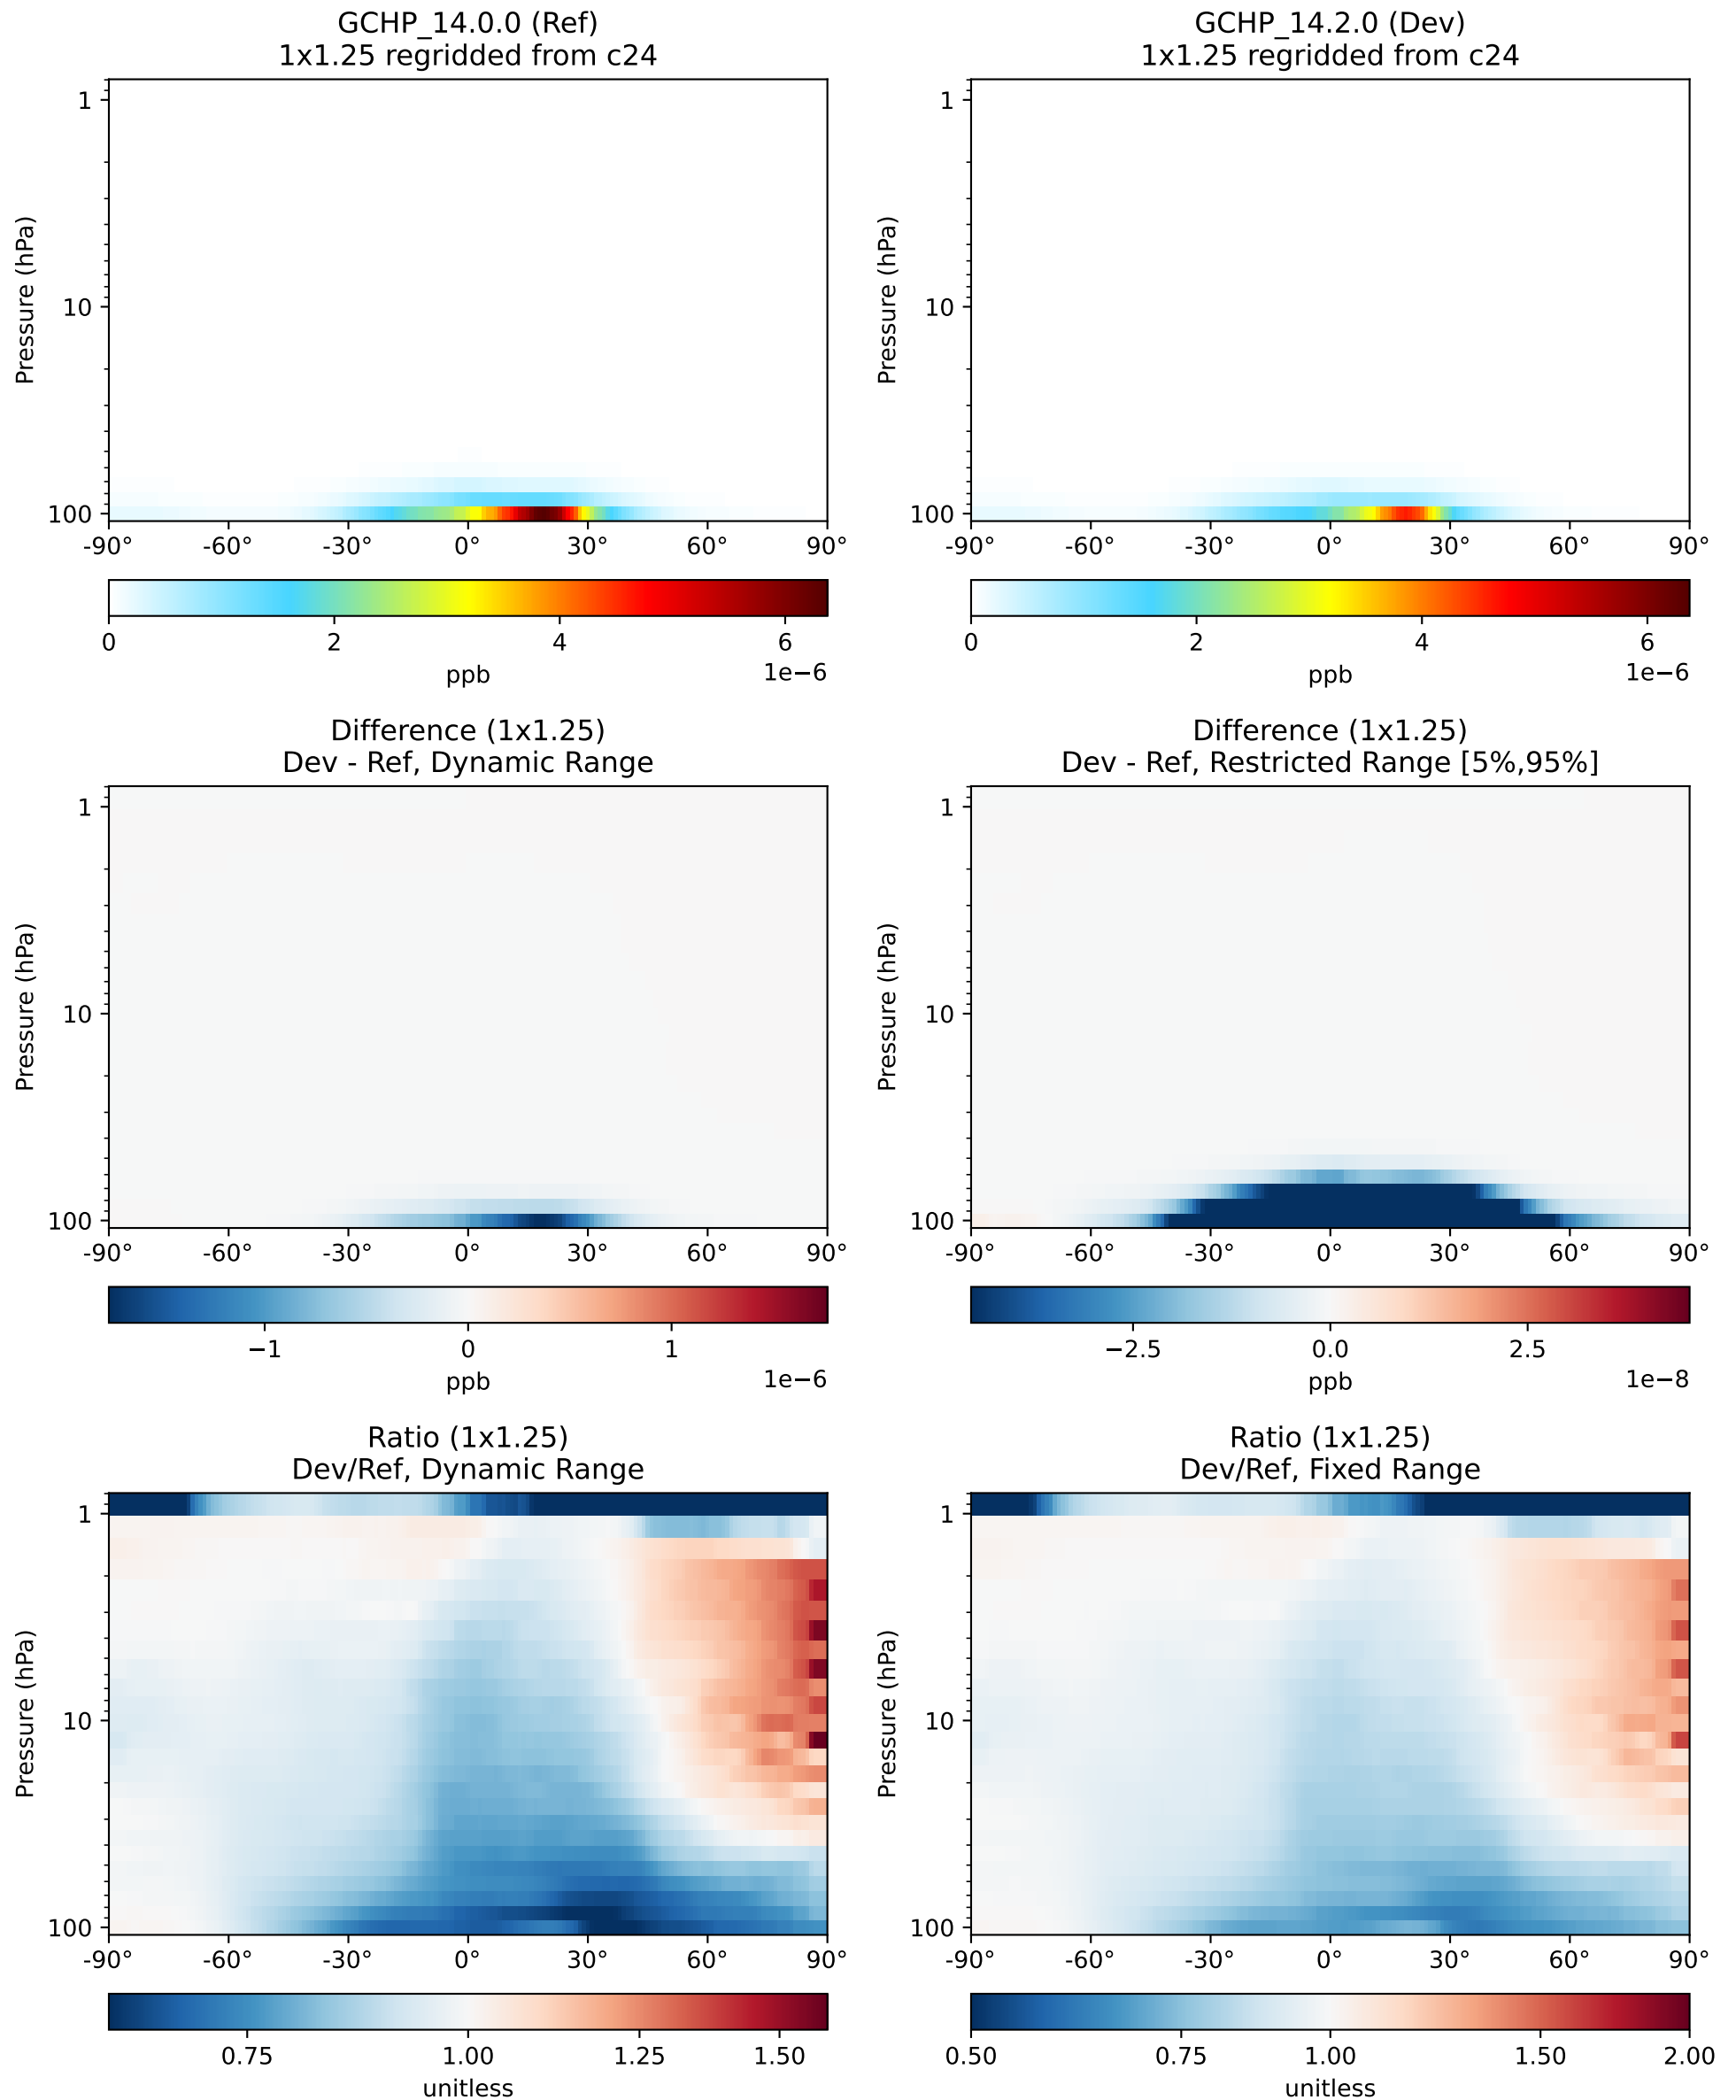 GCHP_14.0.0 (Ref)
1x1.25 regridded from c24
1
10
100
Pressure (hPa)
-90° -60° -30° 0° 30° 60° 90°
0 2 4 6
1e−6
ppb
GCHP_14.2.0 (Dev)
1x1.25 regridded from c24
1
10
100
Pressure (hPa)
-90° -60° -30° 0° 30° 60° 90°
0 2 4 6
1e−6
ppb
Difference (1x1.25)
Dev - Ref, Dynamic Range
1
10
100
Pressure (hPa)
-90° -60° -30° 0° 30° 60° 90°
−1 0 1
1e−6
ppb
Difference (1x1.25)
Dev - Ref, Restricted Range [5%,95%]
1
10
100
Pressure (hPa)
-90° -60° -30° 0° 30° 60° 90°
−2.5 0.0 2.5
1e−8
ppb
Ratio (1x1.25)
Dev/Ref, Dynamic Range
1
10
100
Pressure (hPa)
-90° -60° -30° 0° 30° 60° 90°
0.75 1.00 1.25 1.50
unitless
Ratio (1x1.25)
Dev/Ref, Fixed Range
1
10
100
Pressure (hPa)
-90° -60° -30° 0° 30° 60° 90°
0.50 0.75 1.00 1.50 2.00
unitless